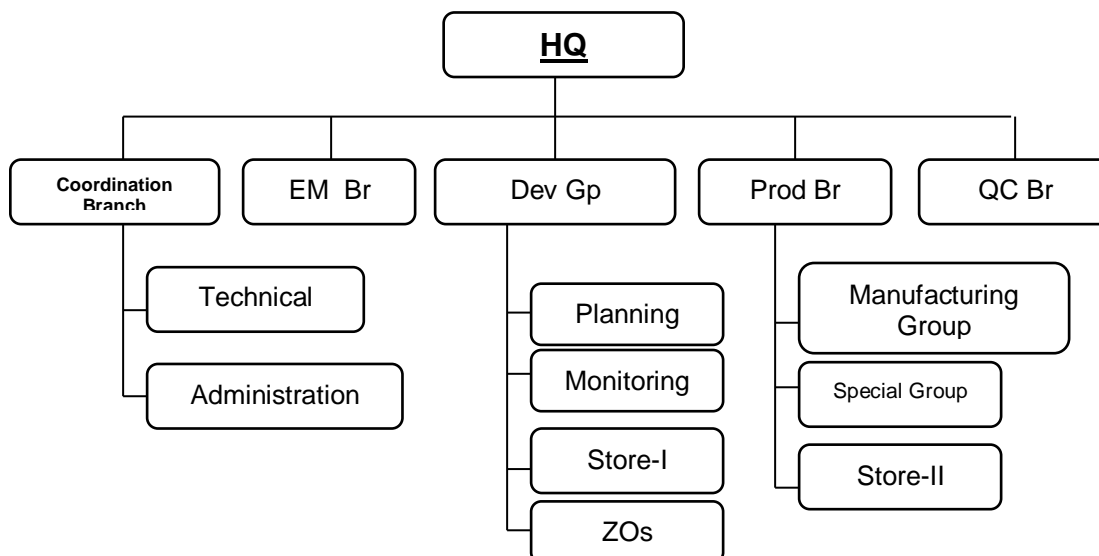 HQ
Coordination
Branch
EM Br
Dev Gp
Prod Br
QC Br
Technical
Administration
Planning
Monitoring
Store-I
ZOs
Manufacturing
Group
Special Group
Store-II